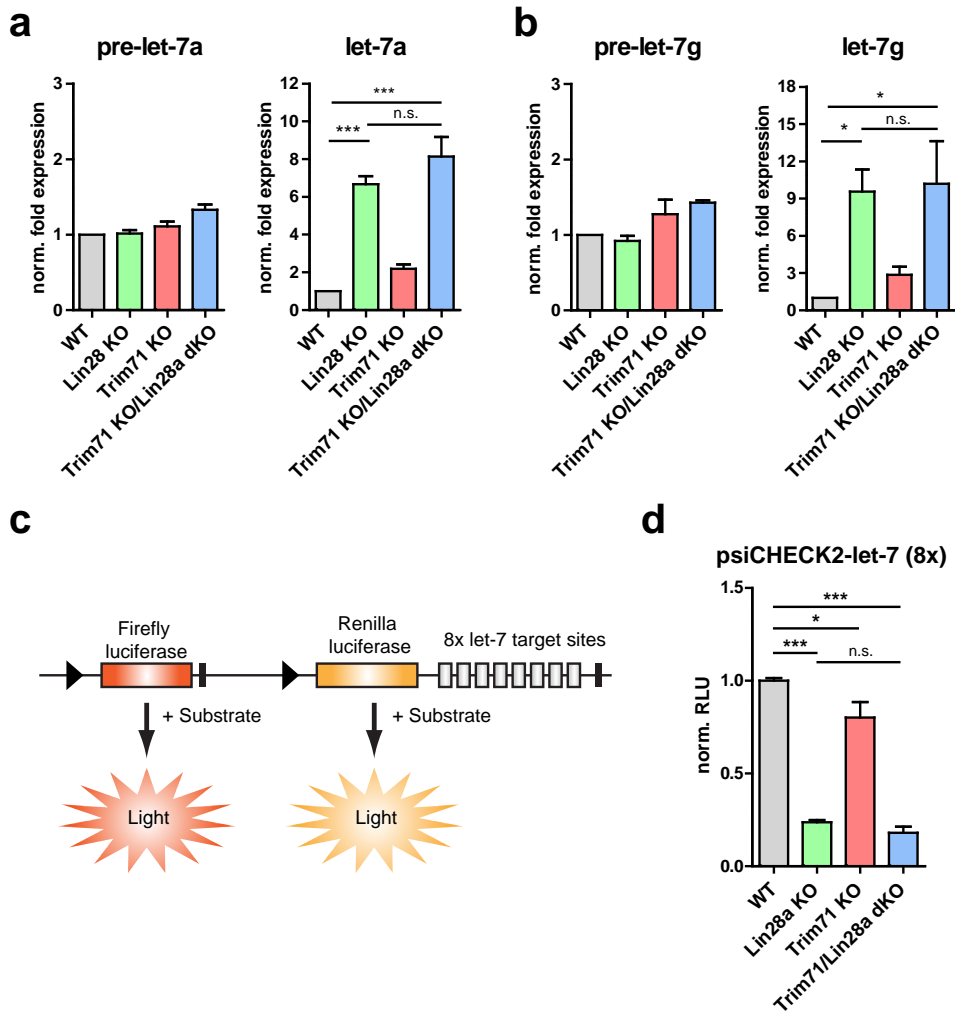 a
pre-let-7a
norm. fold expression
3
2
1
0
WT
Lin28 KO
Trim71 KO
Trim71 KO/Lin28a dKO
let-7a
norm. fold expression
12
10
8
6
4
2
0
***
n.s.
***
WT
Lin28 KO
Trim71 KO
Trim71 KO/Lin28a dKO
b
pre-let-7g
norm. fold expression
3
2
1
0
WT
Lin28 KO
Trim71 KO
Trim71 KO/Lin28a dKO
let-7g
norm. fold expression
18
15
12
9
6
3
0
*
n.s.
*
WT
Lin28 KO
Trim71 KO
Trim71 KO/Lin28a dKO
c
Firefly
luciferase
Renilla
luciferase
8x let-7 target sites
+ Substrate
+ Substrate
Light
Light
d
psiCHECK2-let-7 (8x)
norm. RLU
1.5
1.0
0.5
0.0
***
*
***
n.s.
WT
Lin28a KO
Trim71 KO
Trim71/Lin28a dKO